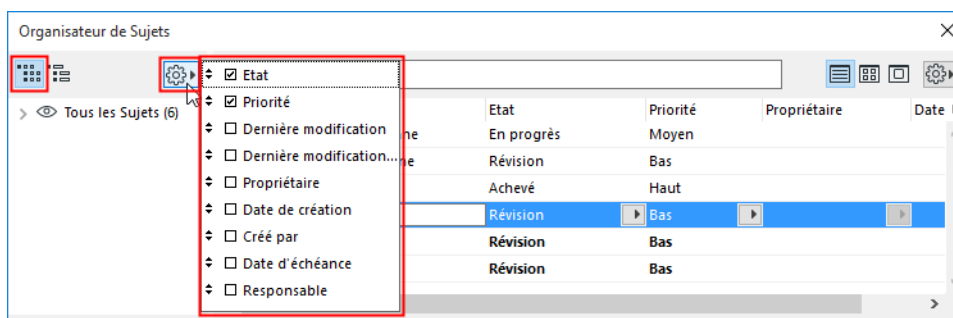 Organisateur de Sujets
Etat
Priorité
Dernière modification
Dernière modification...
Propriétaire
Date de création
Créé par
Date d'échéance
Responsable
Tous les Sujets (6)
Etat Priorité Propriétaire Date
ne En progrès Moyen
ne Révision Bas
Achevé Haut
Révision Bas
Révision Bas
Révision Bas